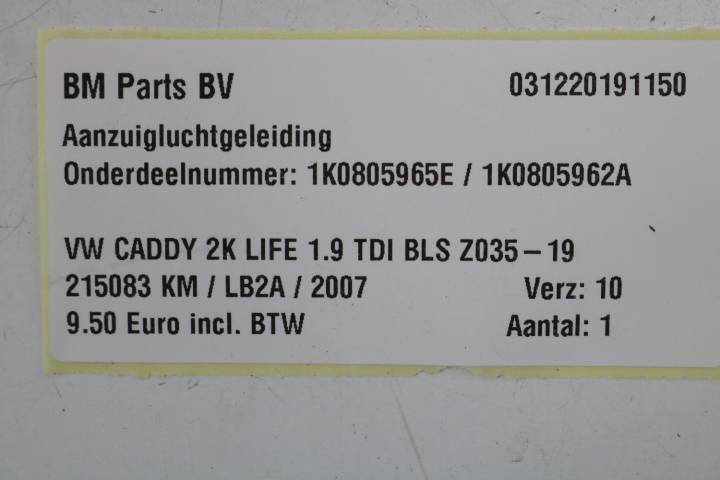 BM Parts BV 031220191150
Aanzuigluchtgeleiding
Onderdeelnummer: 1K0805965E / 1K0805962A
VW CADDY 2K LIFE 1.9 TDI BLS Z035-19
215083 KM / LB2A / 2007 Verz: 10
9.50 Euro incl. BTW Aantal: 1